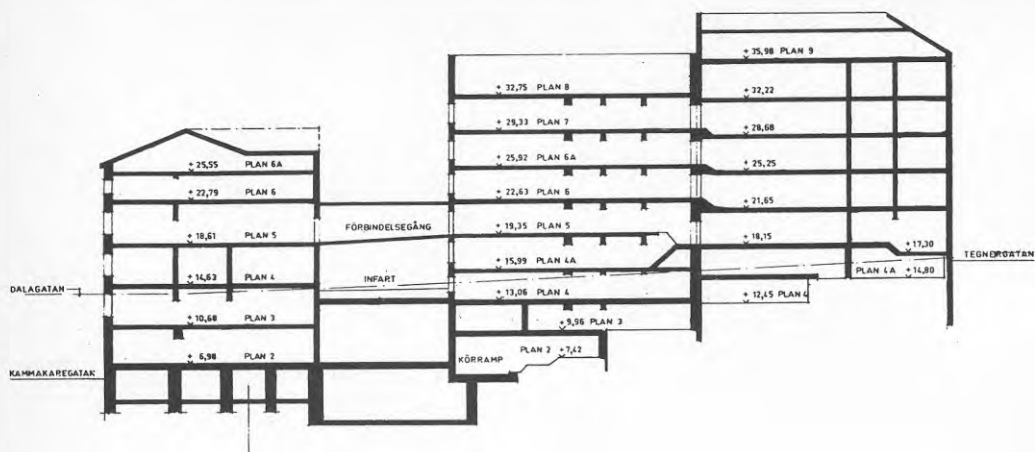 + 35,98 PLAN 9
+ 32,75 PLAN 8
+ 32,22
+ 29,33 PLAN 7
+ 28,68
+ 25,55 PLAN 6A
+ 25,92 PLAN 6A
+ 25,25
+ 22,79 PLAN 6
+ 22,63 PLAN 6
+ 21,65
FÖRBINDELSEGÅNG
+ 19,35 PLAN 5
+ 18,61 PLAN 5
+ 18,15
+ 17,30
TEGNERGATAN
+ 15,99 PLAN 4A
PLAN 4A + 14,80
+ 14,63 PLAN 4
INFART
DALAGATAN
+ 13,06 PLAN 4
+ 12,45 PLAN 4
+ 10,68 PLAN 3
+ 9,96 PLAN 3
+ 6,98 PLAN 2
KÖRRAMP
PLAN 2 + 7,42
KAMMAKAREGATAN